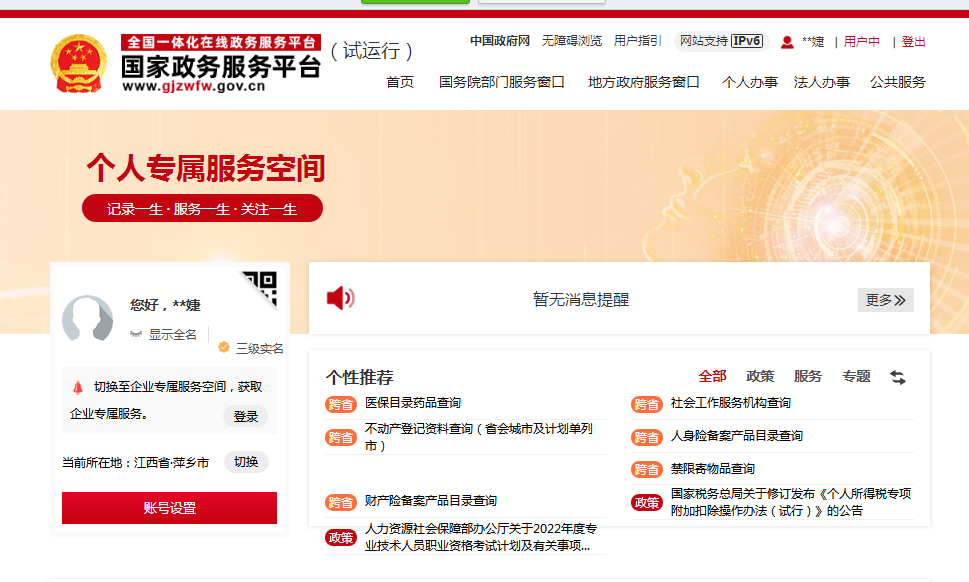 全国一体化在线政务服务平台
国家政务服务平台
www.gjzwfw.gov.cn
（试运行）
中国政府网 无障碍浏览 用户指引 网站支持 IPv6 **婕 | 用户中 | 登出
首页 国务院部门服务窗口 地方政府服务窗口 个人办事 法人办事 公共服务
个人专属服务空间
记录一生·服务一生·关注一生
您好，**婕
显示全名
三级实名
切换至企业专属服务空间，获取
企业专属服务。
登录
当前所在地：江西省·萍乡市 切换
账号设置
暂无消息提醒
更多
个性推荐
全部 政策 服务 专题
跨省 医保目录药品查询
跨省 社会工作服务机构查询
跨省 不动产登记资料查询（省会城市及计划单列
市）
跨省 人身险备案产品目录查询
跨省 禁限寄物品查询
跨省 财产险备案产品目录查询
政策 国家税务总局关于修订发布《个人所得税专项
附加扣除操作办法（试行）》的公告
政策 人力资源社会保障部办公厅关于2022年度专
业技术人员职业资格考试计划及有关事项...